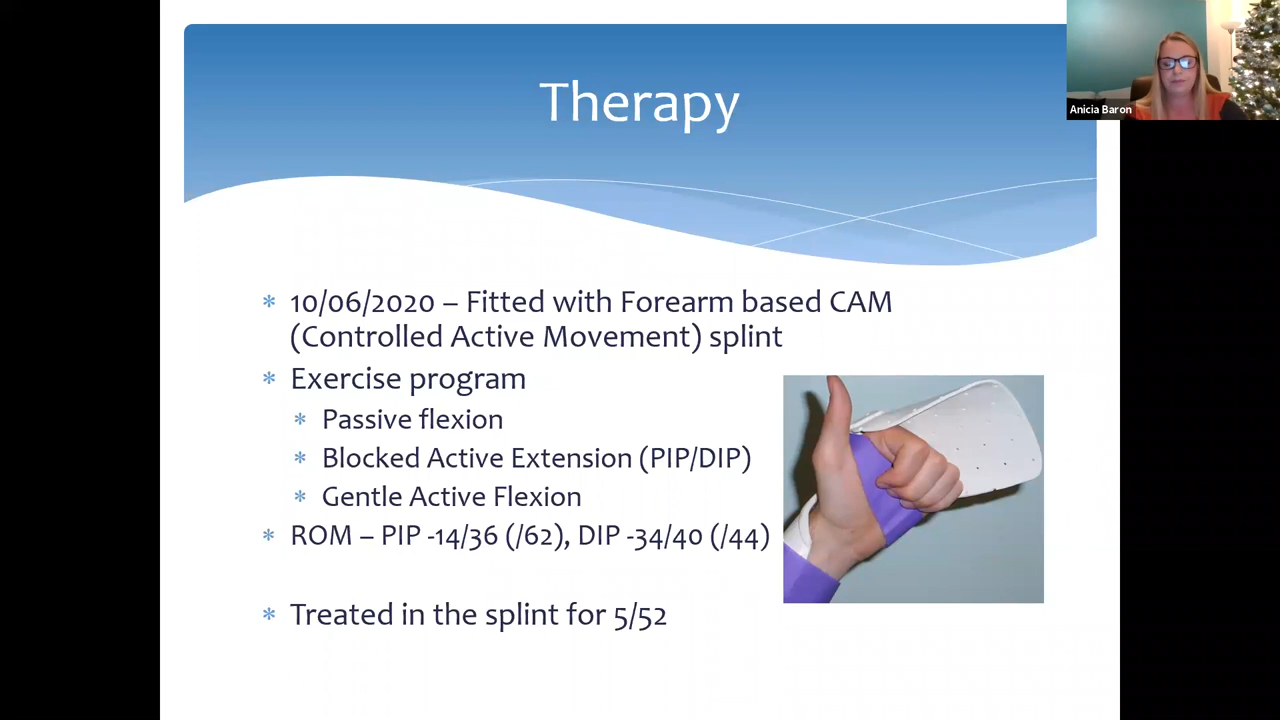 Therapy
Anicia Baron
* 10/06/2020 – Fitted with Forearm based CAM
(Controlled Active Movement) splint
* Exercise program
* Passive flexion
* Blocked Active Extension (PIP/DIP)
* Gentle Active Flexion
* ROM – PIP -14/36 (/62), DIP -34/40 (/44)
* Treated in the splint for 5/52